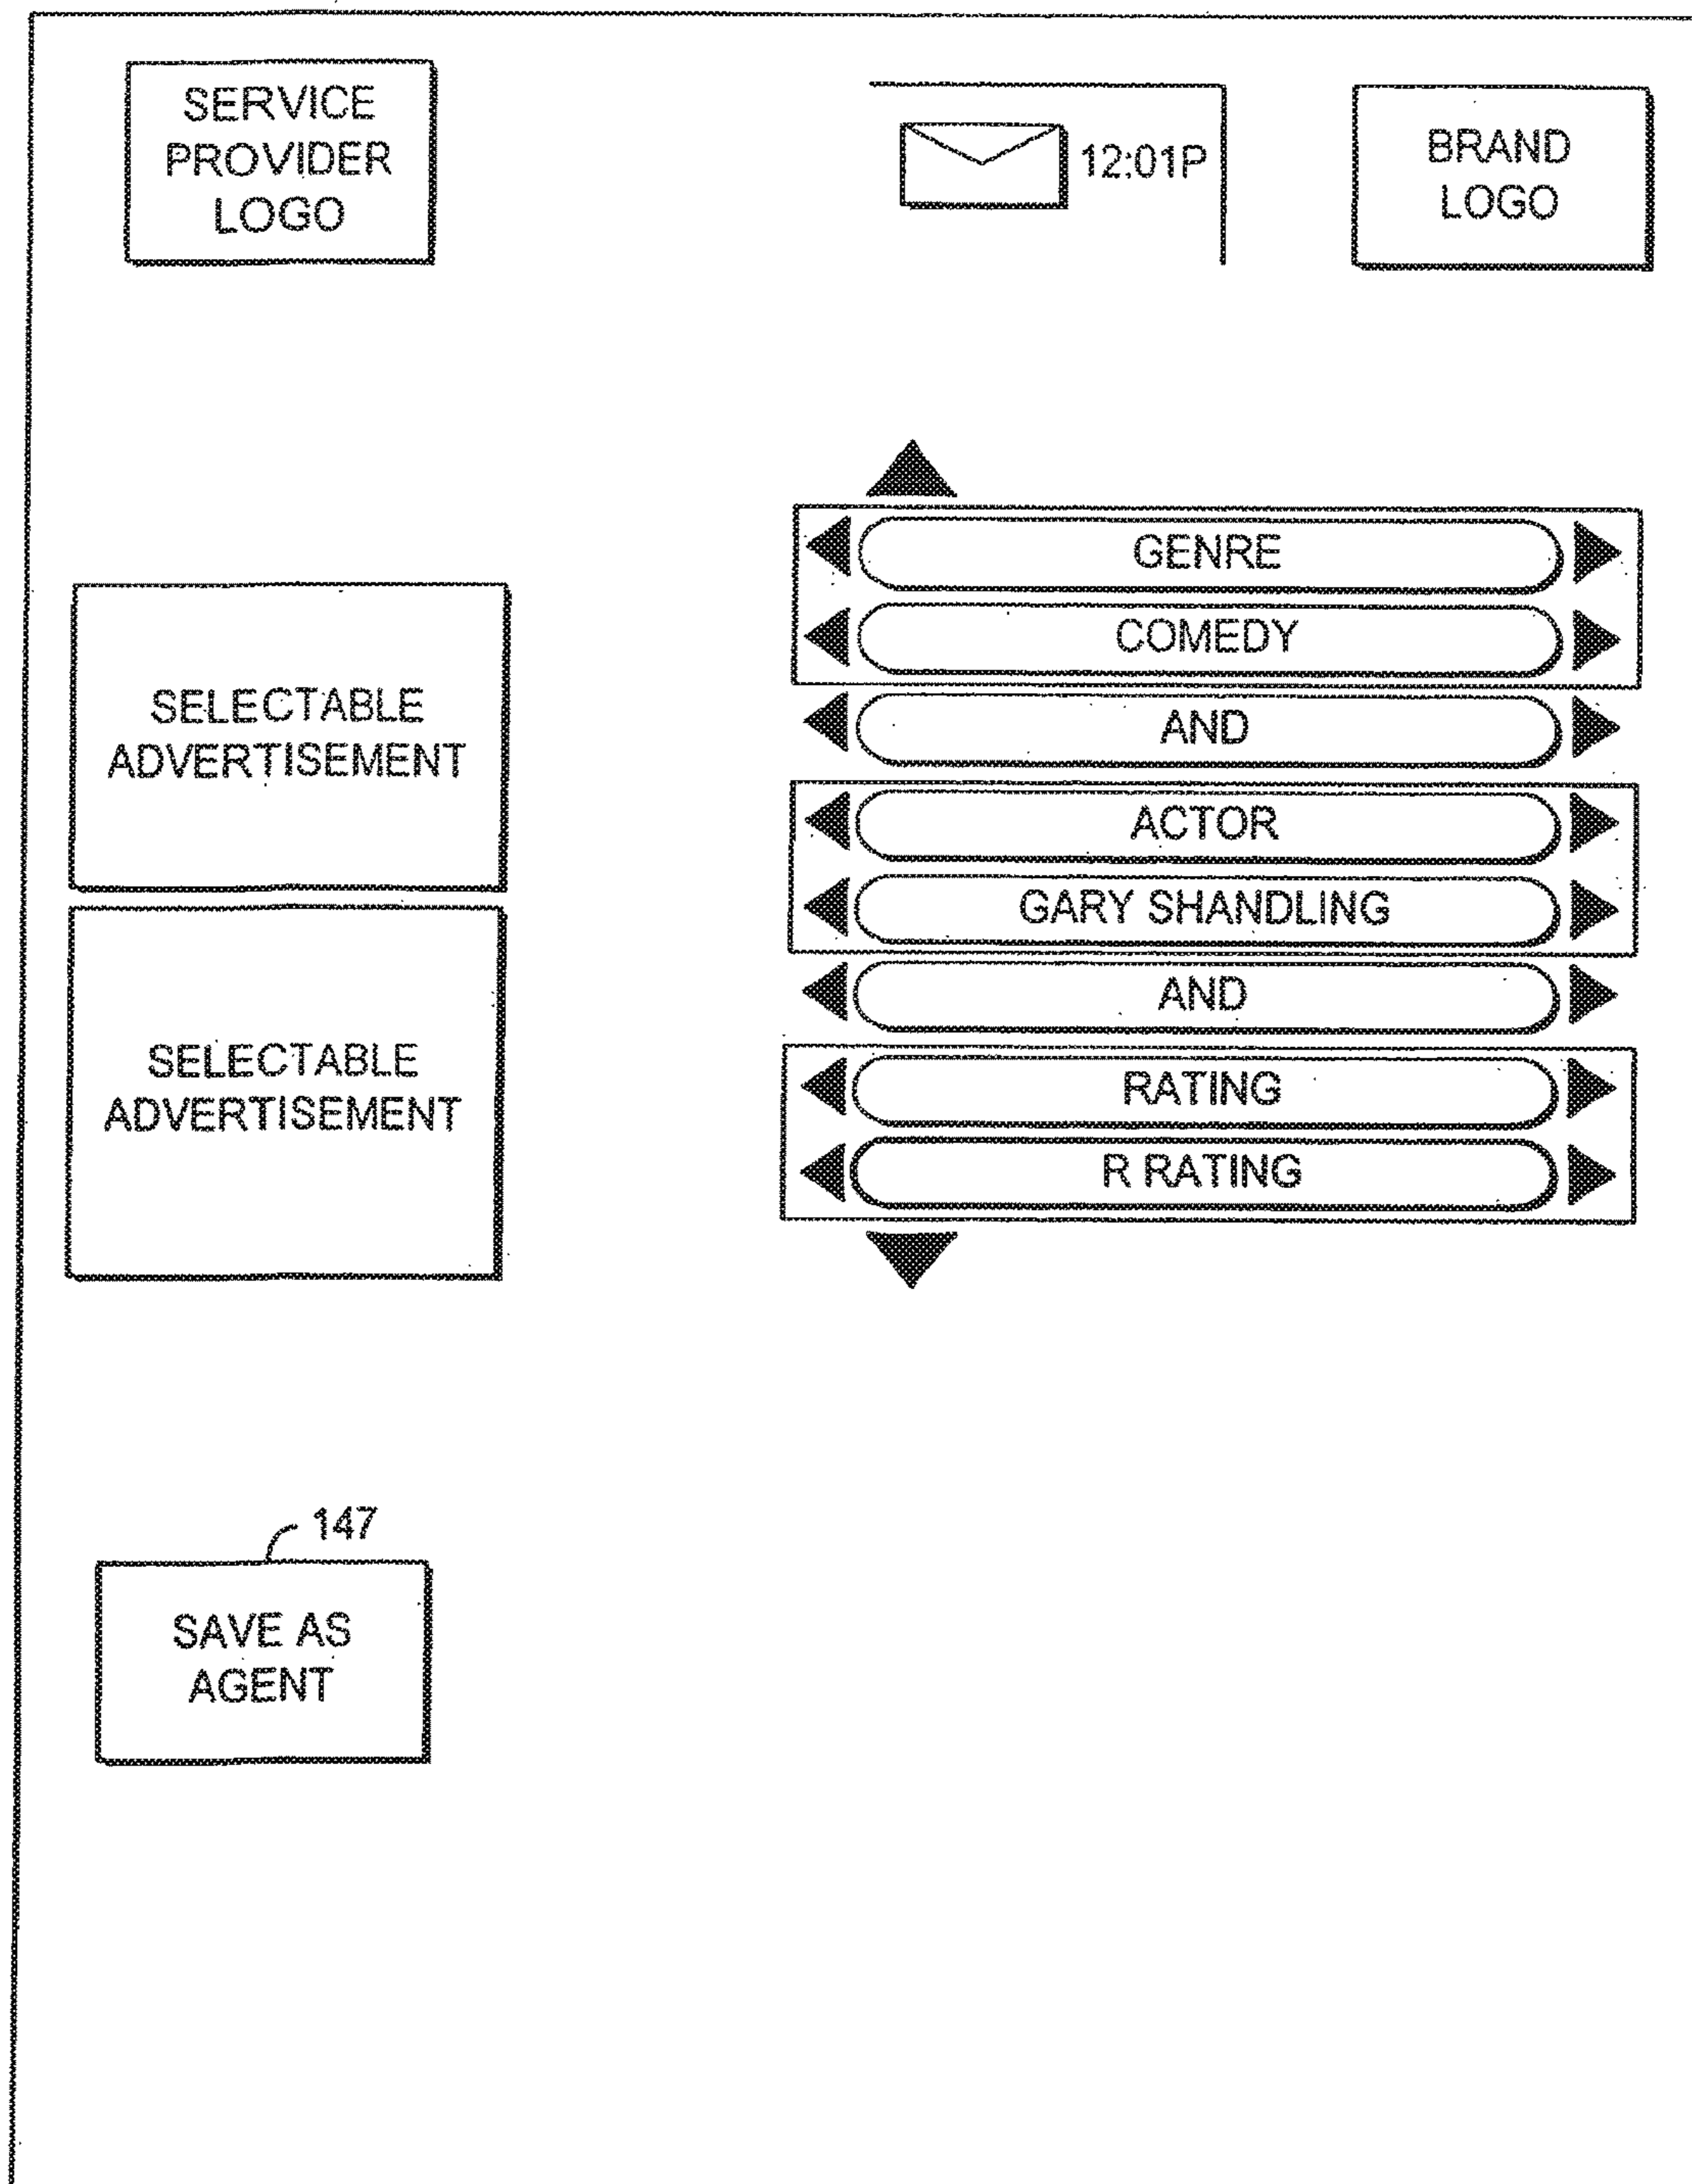 SERVICE
PROVIDER
LOGO
12:01P
BRAND
LOGO
GENRE
COMEDY
AND
ACTOR
GARY SHANDLING
AND
RATING
R RATING
SELECTABLE
ADVERTISEMENT
SELECTABLE
ADVERTISEMENT
147
SAVE AS
AGENT